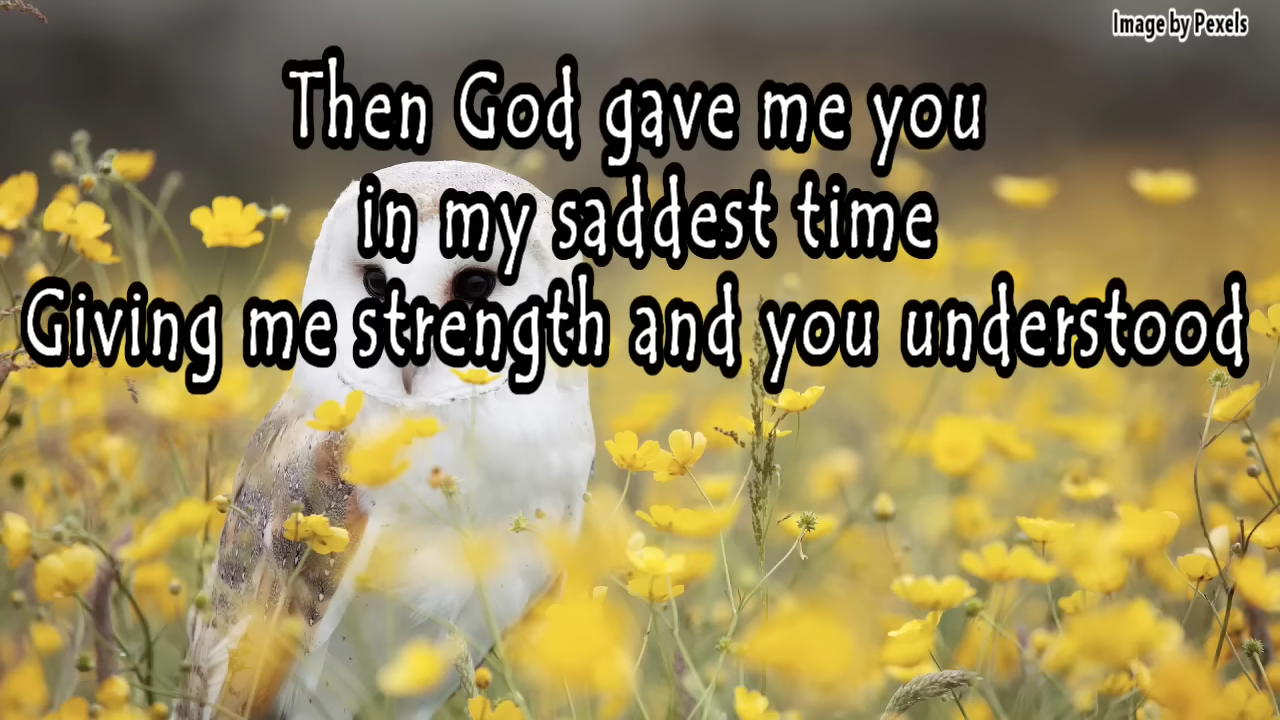 Image by Pexels
Then God gave me you
in my saddest time
Giving me strength and you understood